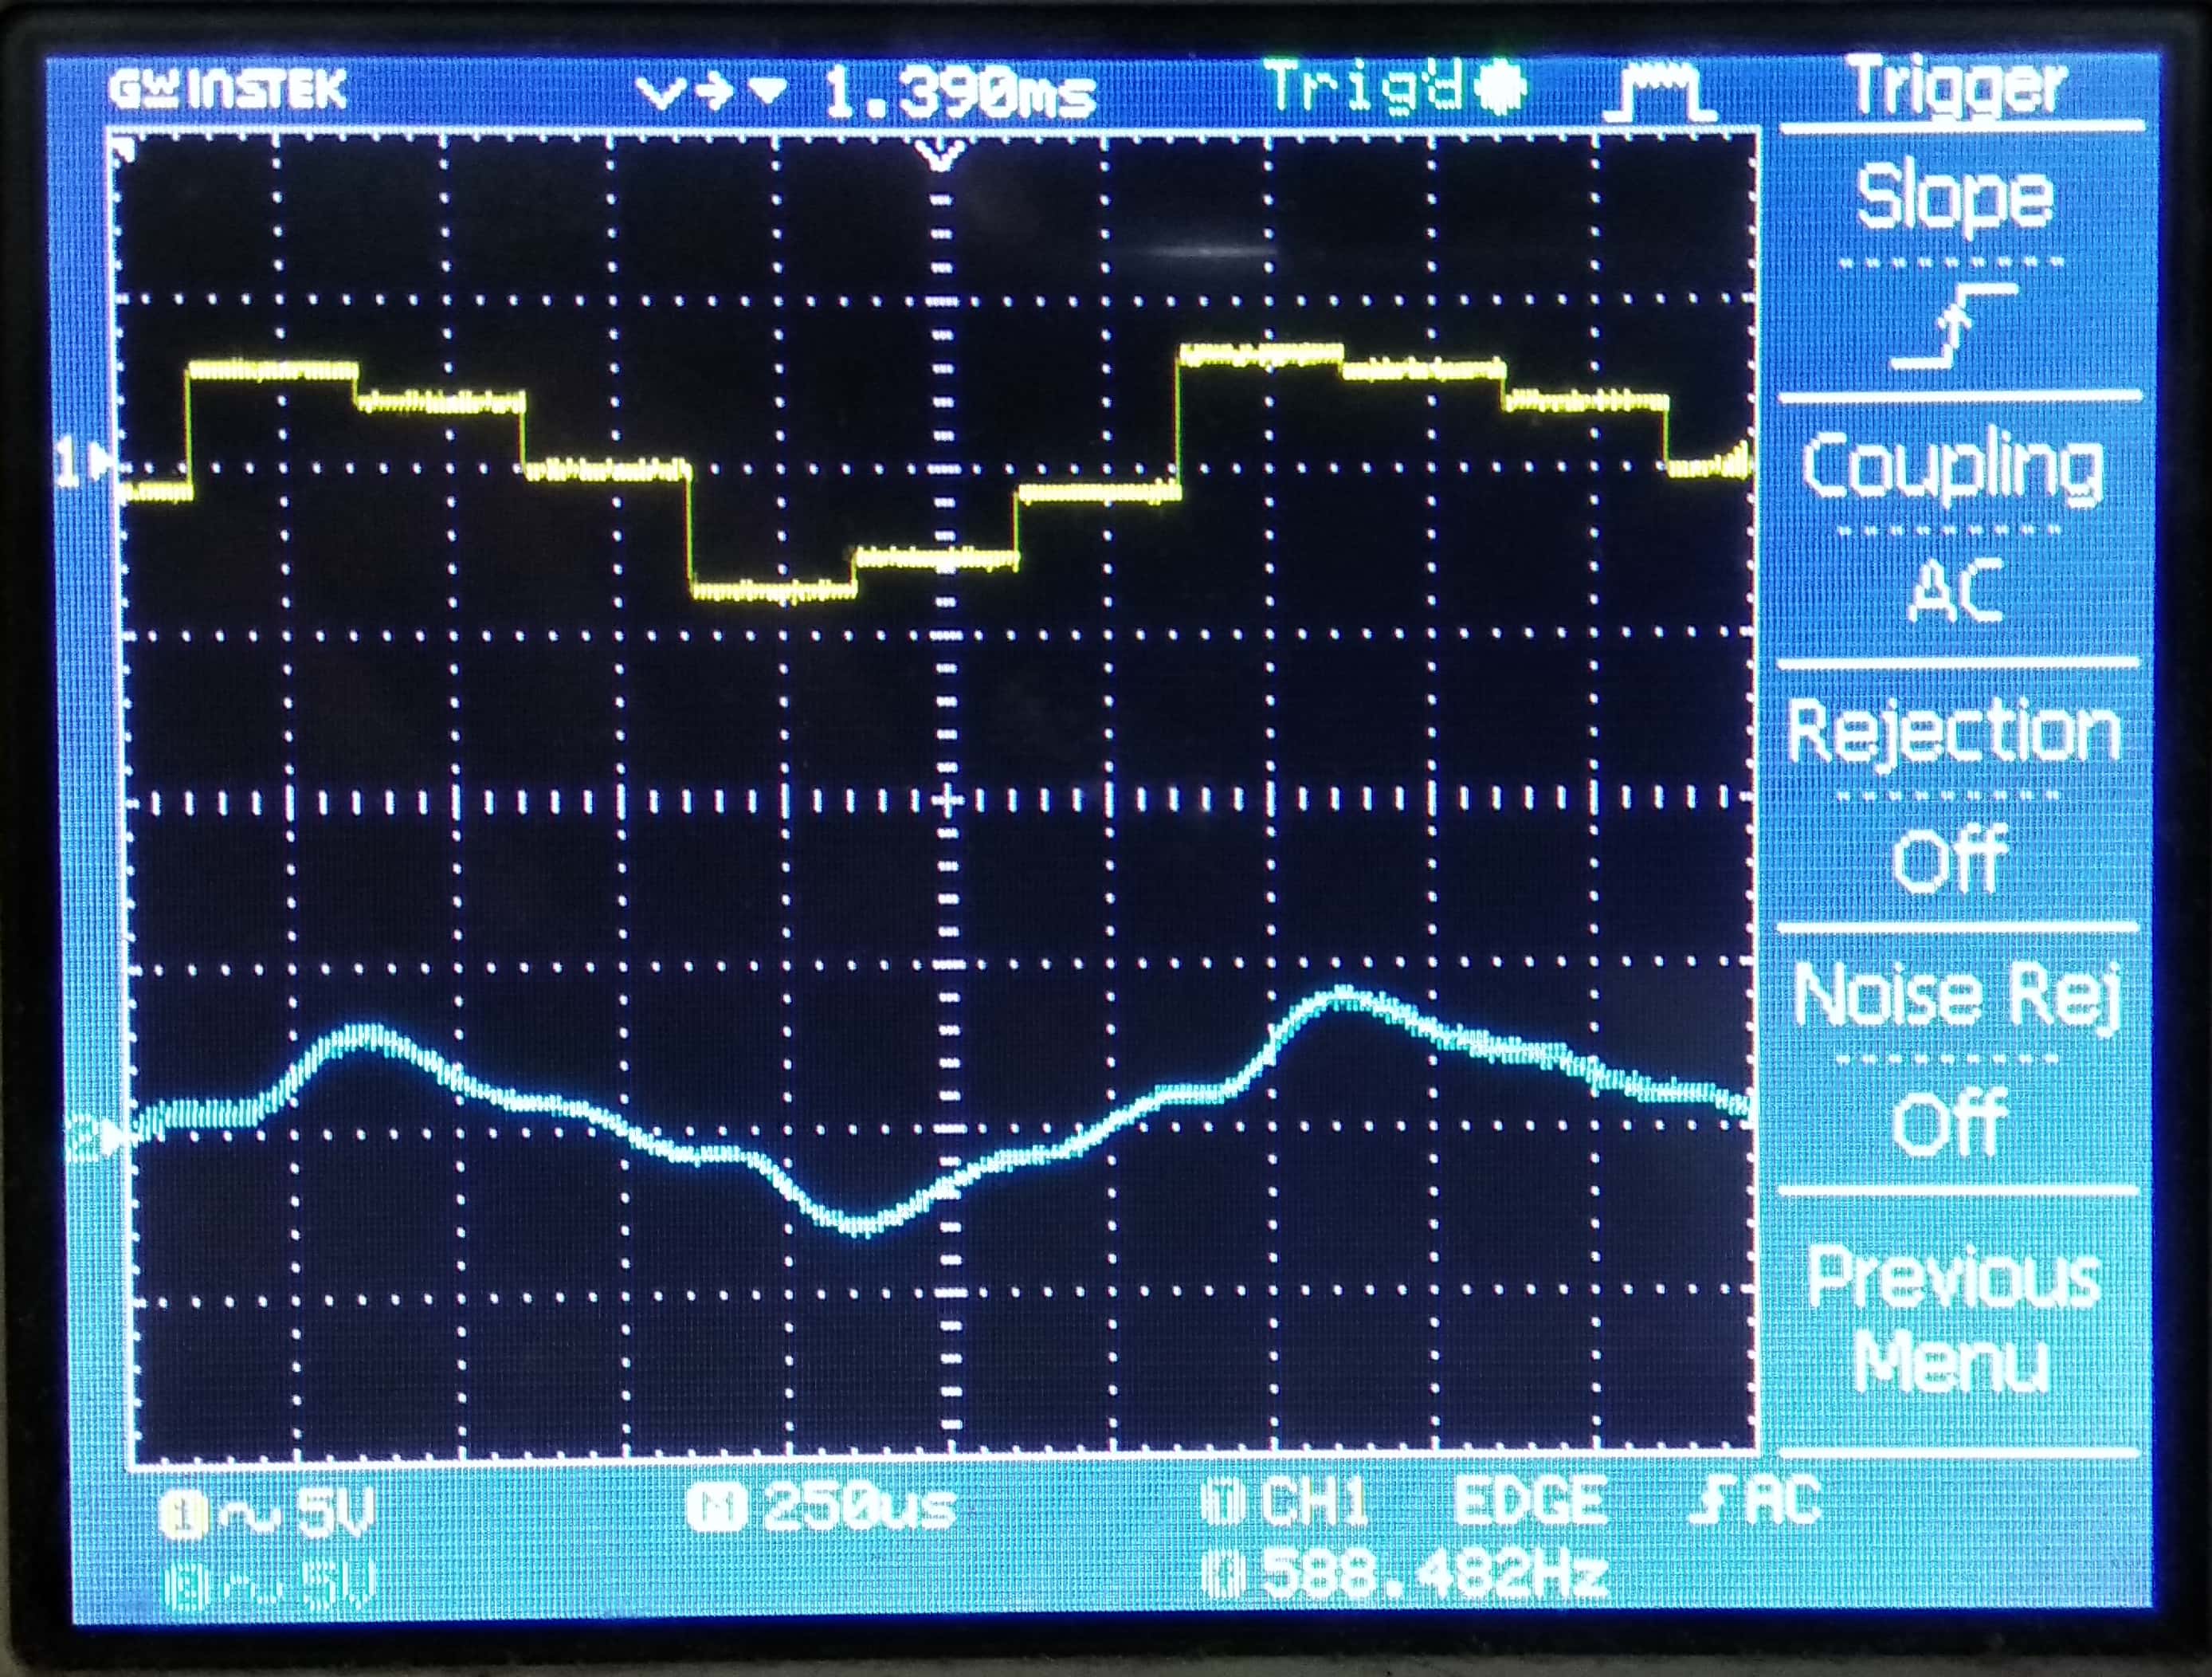 GW INSTEK 1.390ms Trig'd Trigger
Slope
Coupling
AC
Rejection
Off
Noise Rej
Off
Previous
Menu
1
2
1 5V M 250us T CH1 EDGE AC
2 5V F 588.482Hz